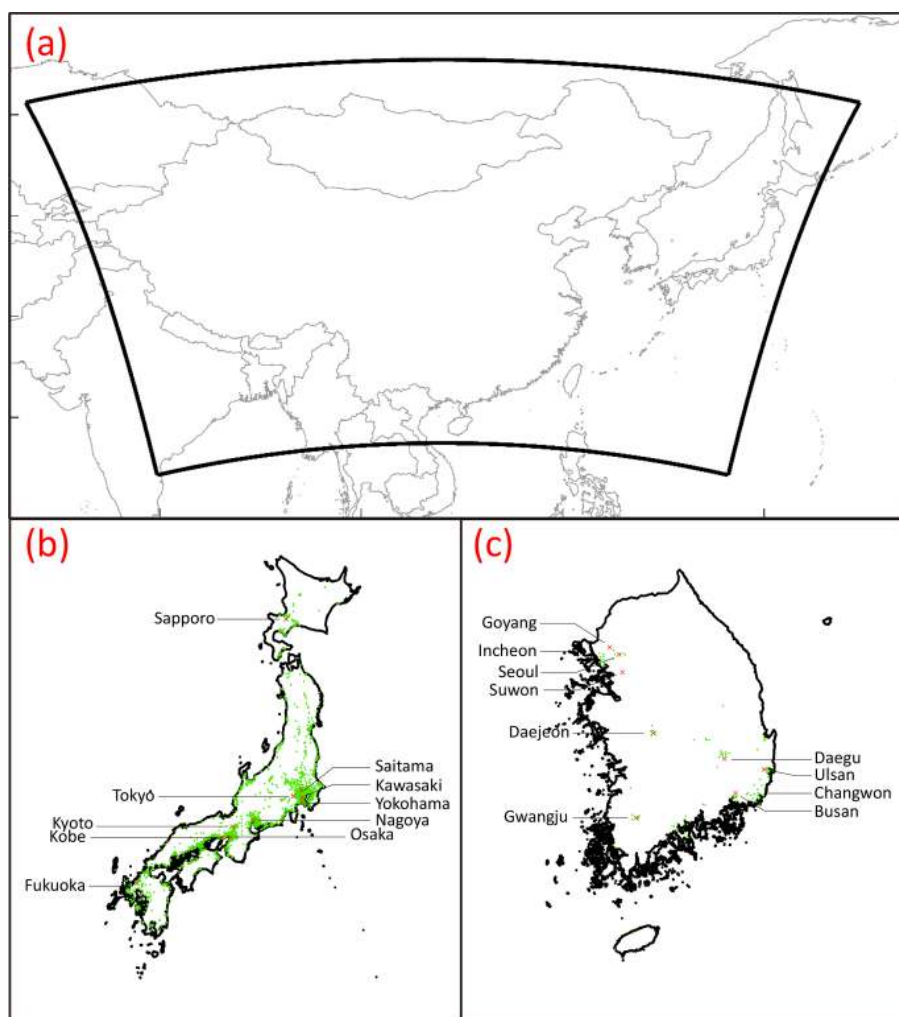 (a)
(b)
Sapporo
Saitama
Kawasaki
Tokyo
Yokohama
Kyoto
Nagoya
Kobe
Osaka
Fukuoka
(c)
Goyang
Incheon
Seoul
Suwon
Daejeon
Daegu
Ulsan
Changwon
Busan
Gwangju